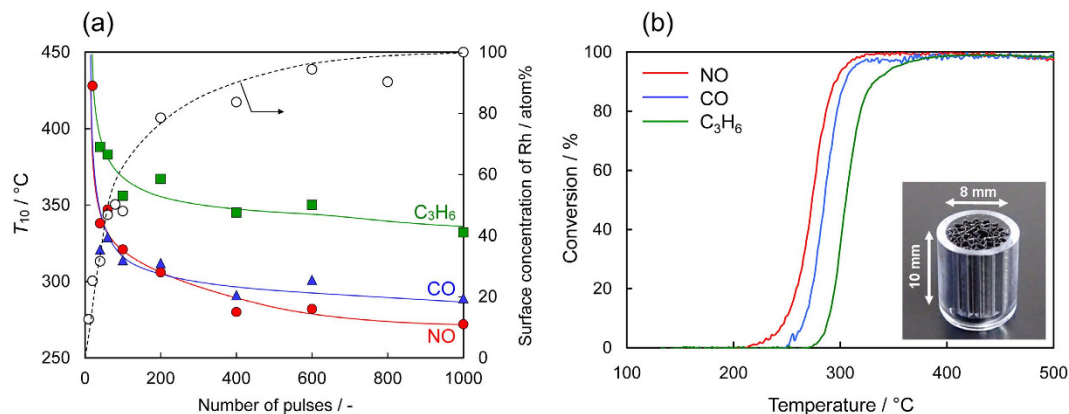 (a)
450
400
350
300
250
T₁₀ / °C
0
200
400
600
800
1000
Number of pulses / -
100
80
60
40
20
0
Surface concentration of Rh / atom%
C₃H₆
CO
NO
(b)
100
80
60
40
20
0
Conversion / %
NO
CO
C₃H₆
8 mm
10 mm
100
200
300
400
500
Temperature / °C